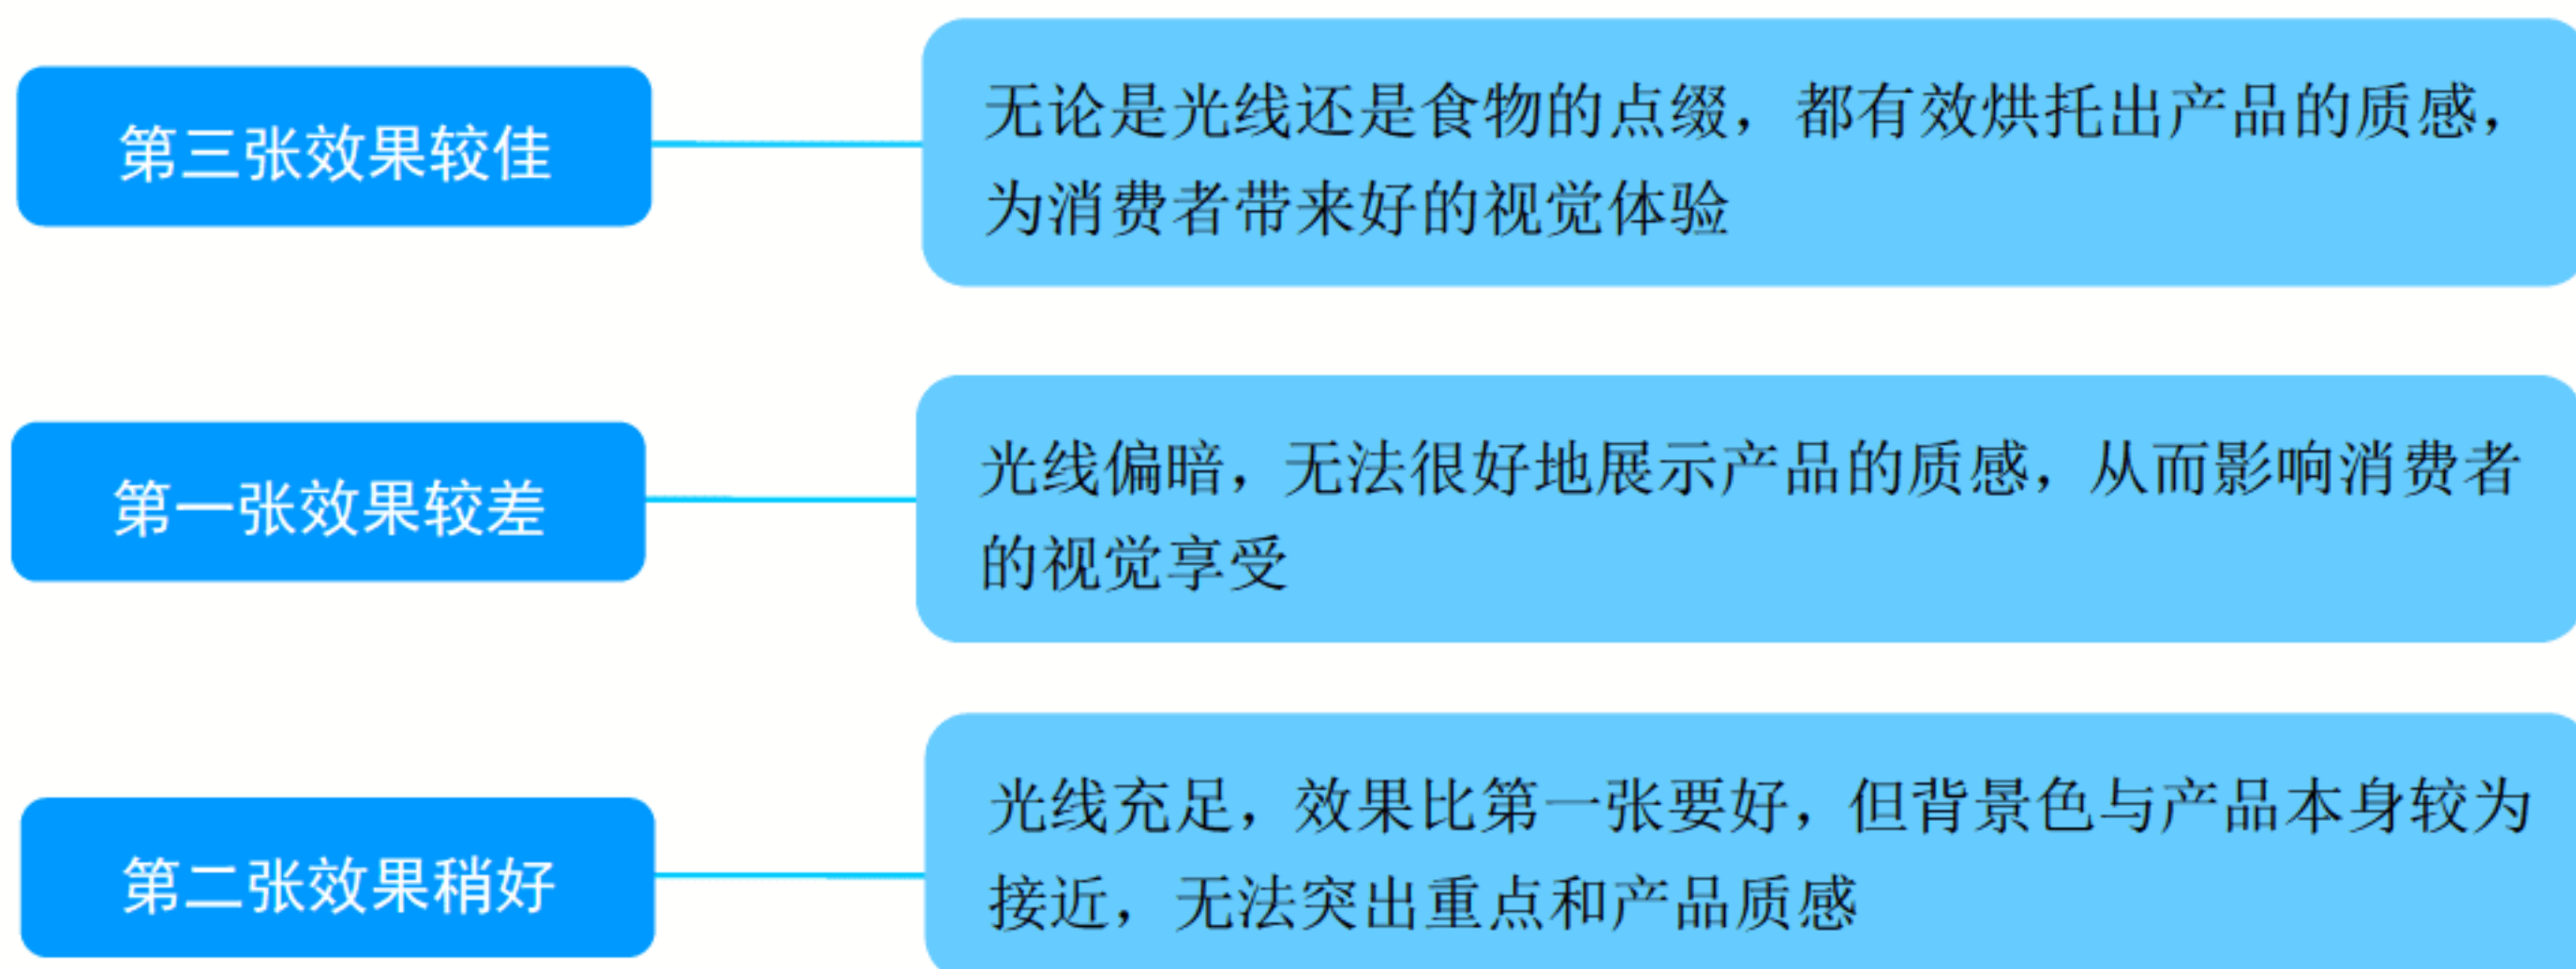 第三张效果较佳
无论是光线还是食物的点缀，都有效烘托出产品的质感，
为消费者带来好的视觉体验
第一张效果较差
光线偏暗，无法很好地展示产品的质感，从而影响消费者
的视觉享受
第二张效果稍好
光线充足，效果比第一张要好，但背景色与产品本身较为
接近，无法突出重点和产品质感